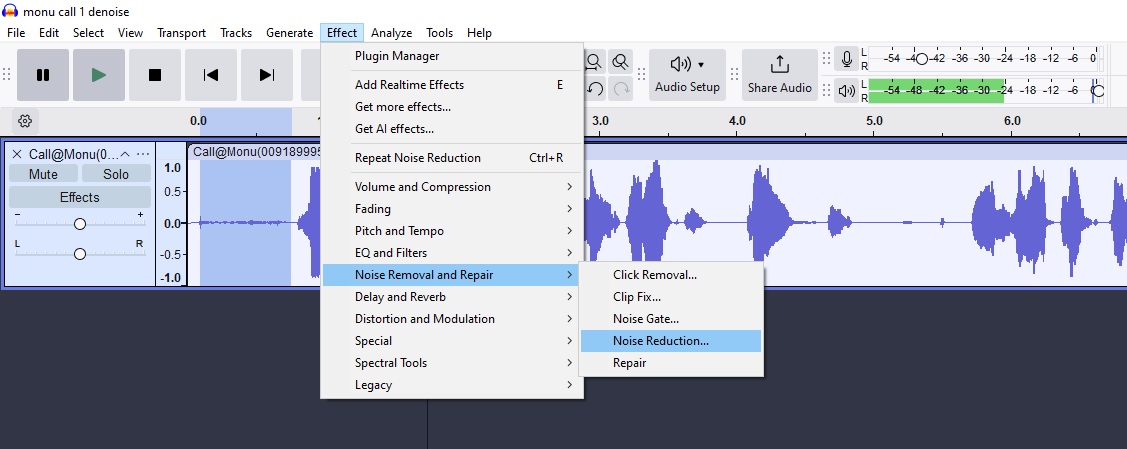 monu call 1 denoise
File Edit Select View Transport Tracks Generate Effect Analyze Tools Help
Audio Setup
Share Audio
L
R
-54 -48 -42 -36 -30 -24 -18 -12 -6 0
L
R
-54 -48 -42 -36 -30 -24 -18 -12 -6
0.0 3.0 4.0 5.0 6.0
Call@Monu(0...
Mute Solo
Effects
- +
L R
1.0
0.5
0.0
-0.5
-1.0
Plugin Manager
Add Realtime Effects E
Get more effects...
Get AI effects...
Repeat Noise Reduction Ctrl+R
Volume and Compression
Fading
Pitch and Tempo
EQ and Filters
Noise Removal and Repair
Delay and Reverb
Distortion and Modulation
Special
Spectral Tools
Legacy
Click Removal...
Clip Fix...
Noise Gate...
Noise Reduction...
Repair